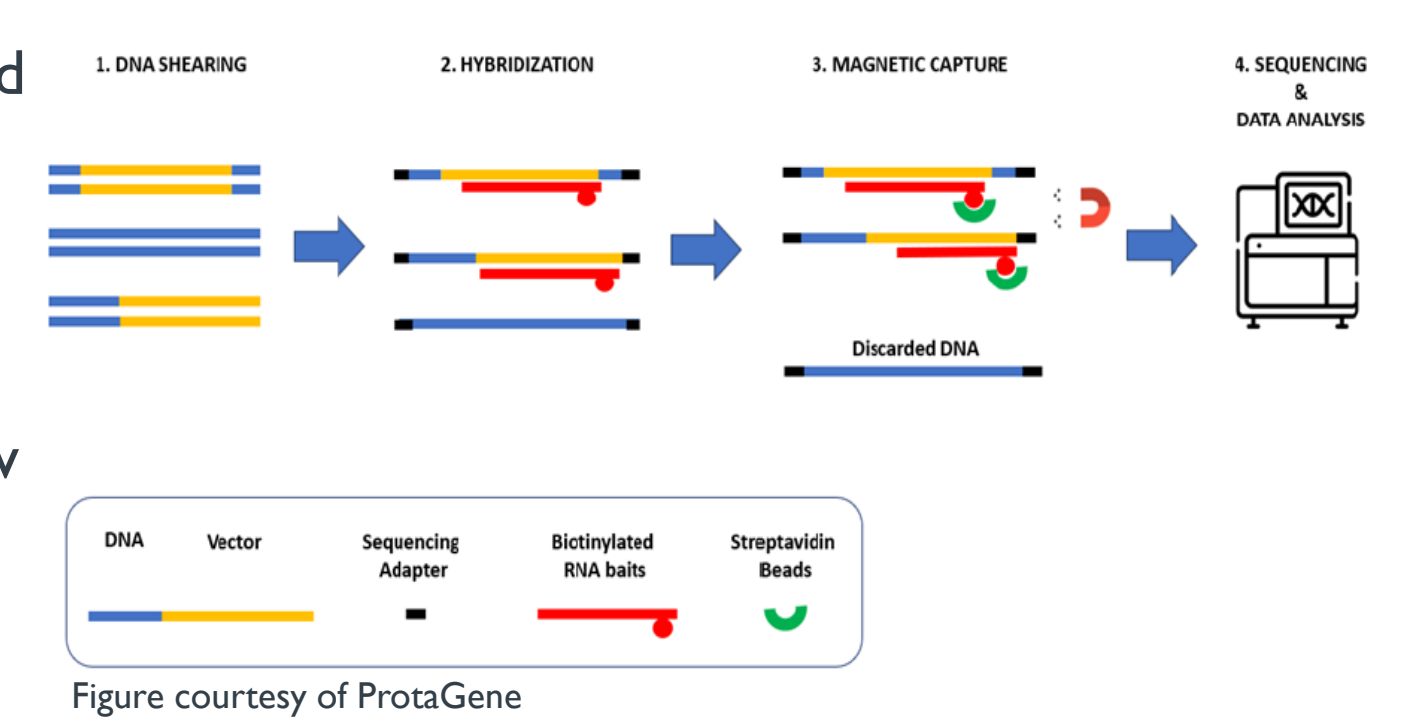 d
1. DNA SHEARING
2. HYBRIDIZATION
3. MAGNETIC CAPTURE
4. SEQUENCING
&
DATA ANALYSIS
Discarded DNA
v
DNA
Vector
Sequencing
Adapter
Biotinylated
RNA baits
Streptavidin
Beads
Figure courtesy of ProtaGene